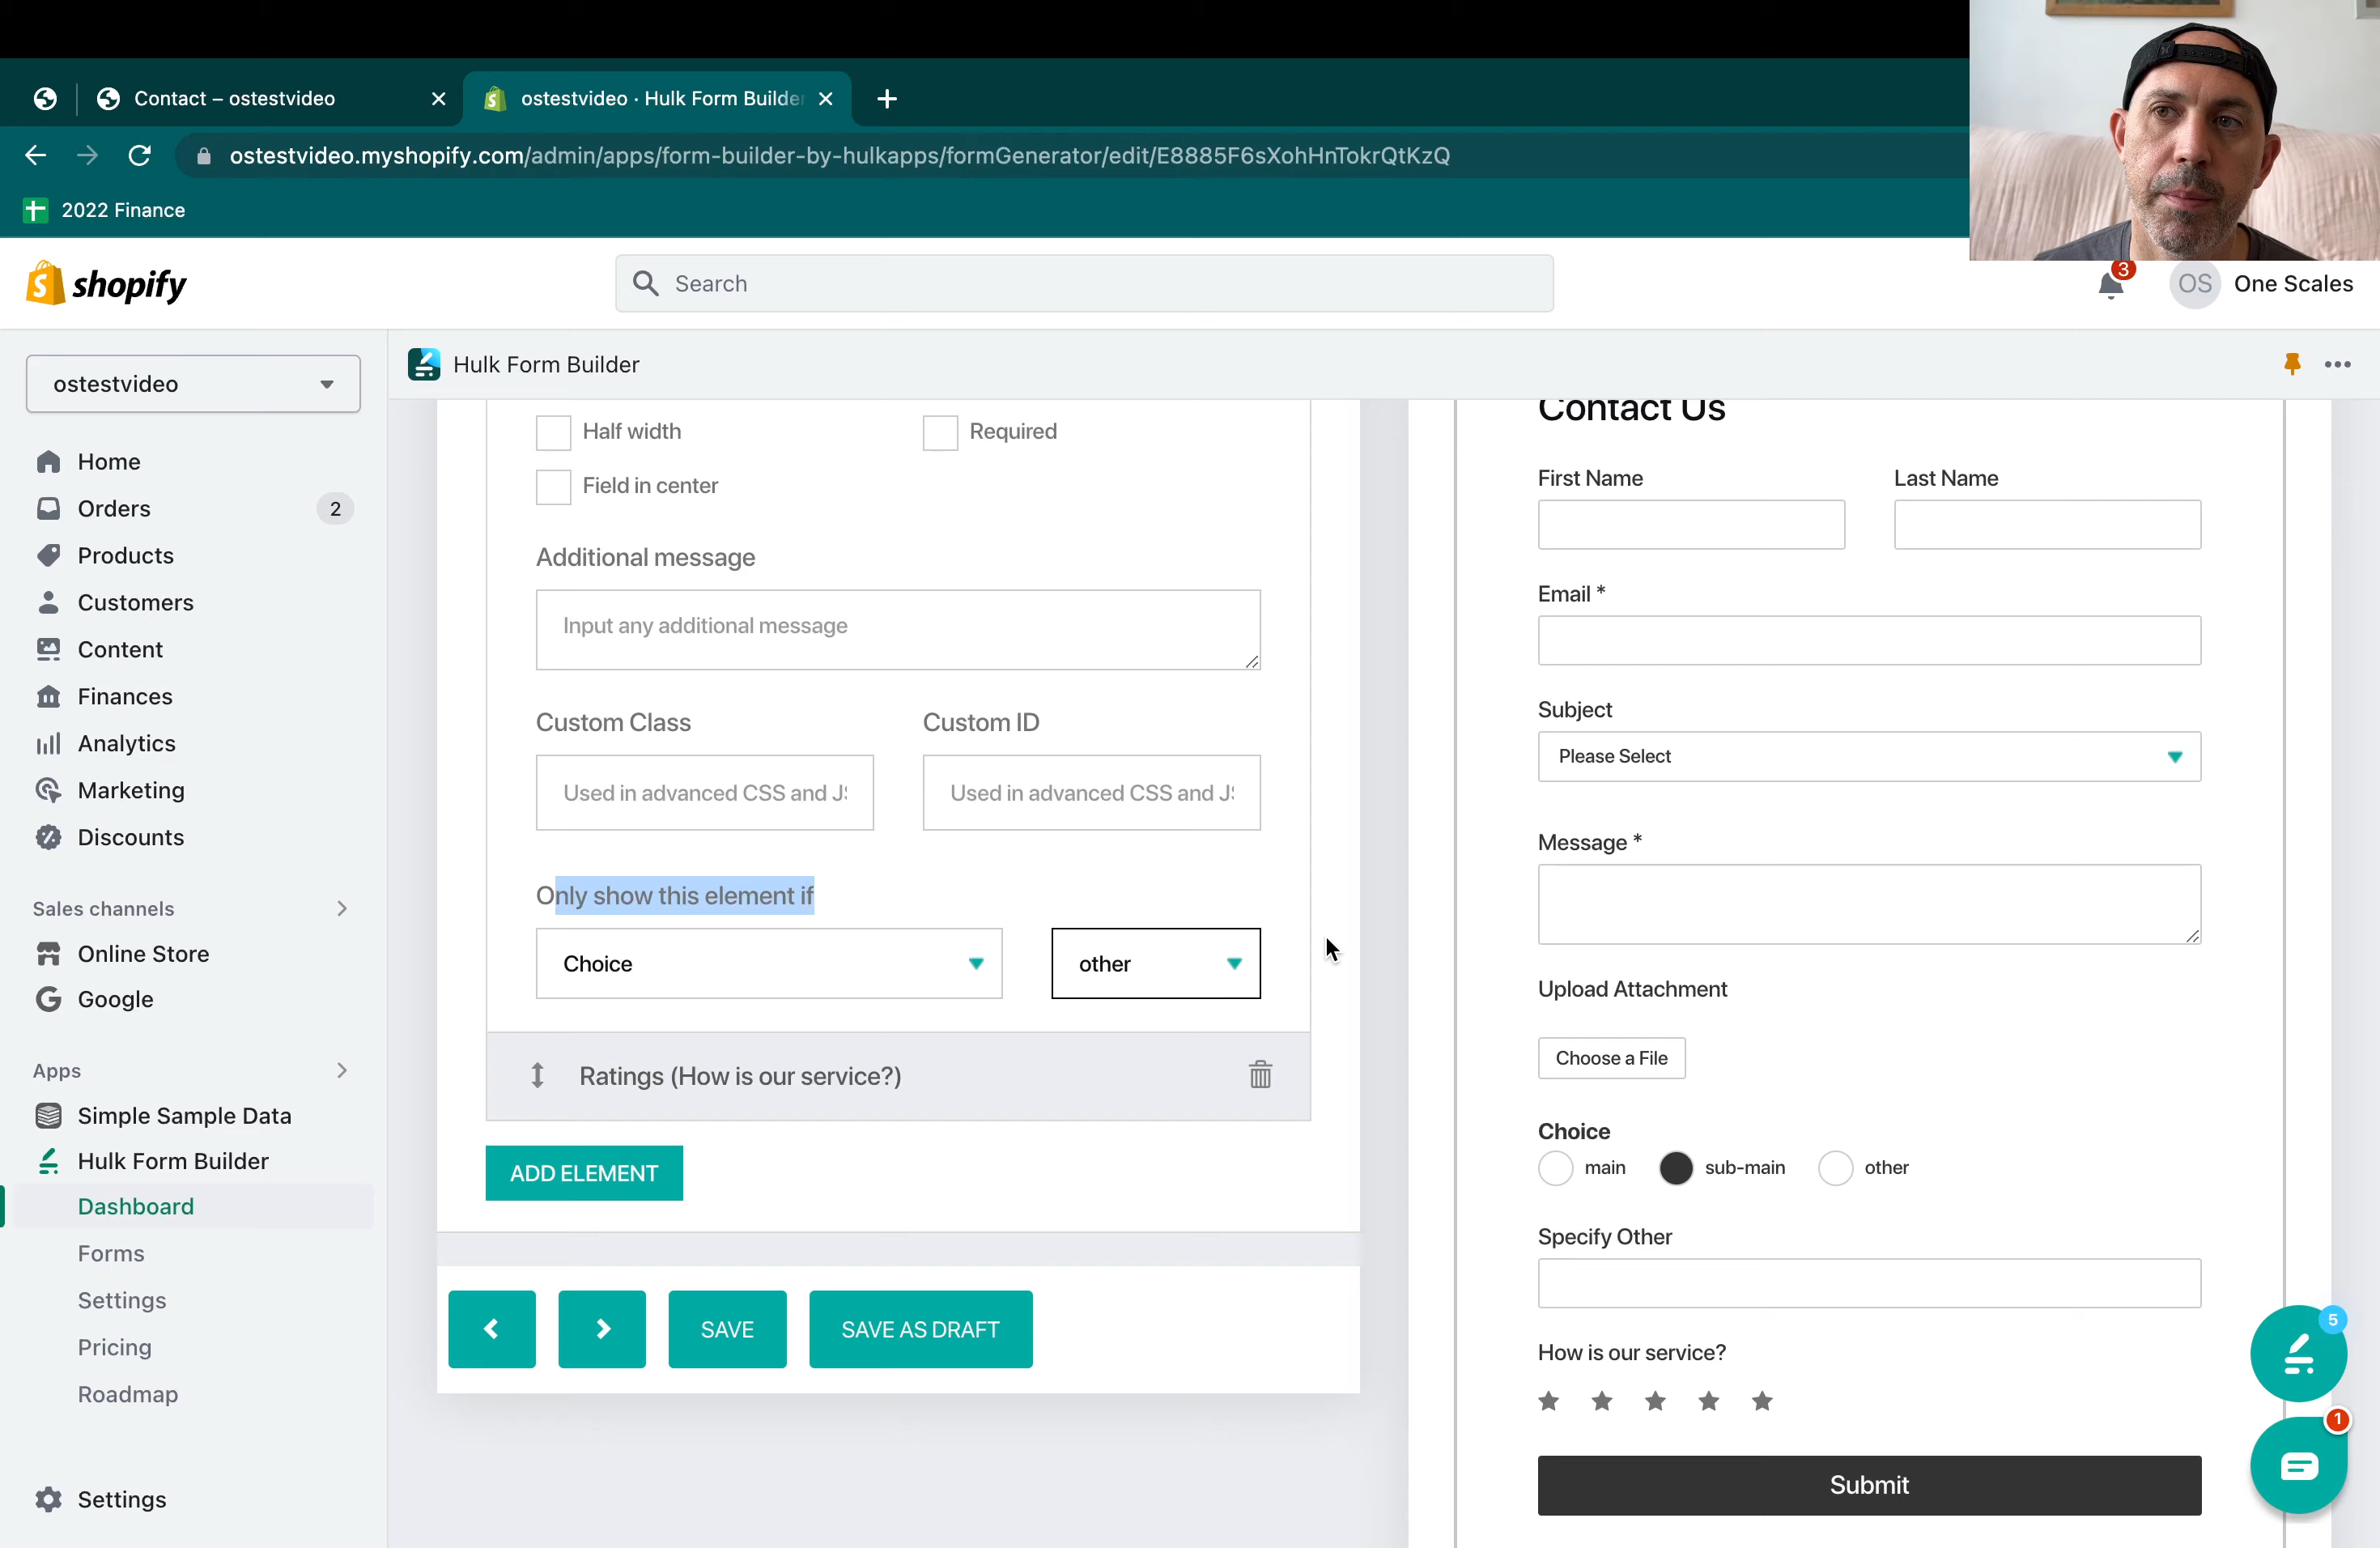 Contact – ostestvideo
ostestvideo · Hulk Form Builde
ostestvideo.myshopify.com/admin/apps/form-builder-by-hulkapps/formGenerator/edit/E8885F6sXohHnTokrQtKzQ
2022 Finance
shopify
Search
3
OS
One Scales
ostestvideo
Home
Orders
2
Products
Customers
Content
Finances
Analytics
Marketing
Discounts
Sales channels
Online Store
Google
Apps
Simple Sample Data
Hulk Form Builder
Dashboard
Forms
Settings
Pricing
Roadmap
Settings
Hulk Form Builder
Half width
Required
Field in center
Additional message
Input any additional message
Custom Class
Custom ID
Used in advanced CSS and JS
Used in advanced CSS and JS
Only show this element if
Choice
other
Ratings (How is our service?)
ADD ELEMENT
SAVE
SAVE AS DRAFT
Contact Us
First Name
Last Name
Email *
Subject
Please Select
Message *
Upload Attachment
Choose a File
Choice
main
sub-main
other
Specify Other
How is our service?
Submit
5
1